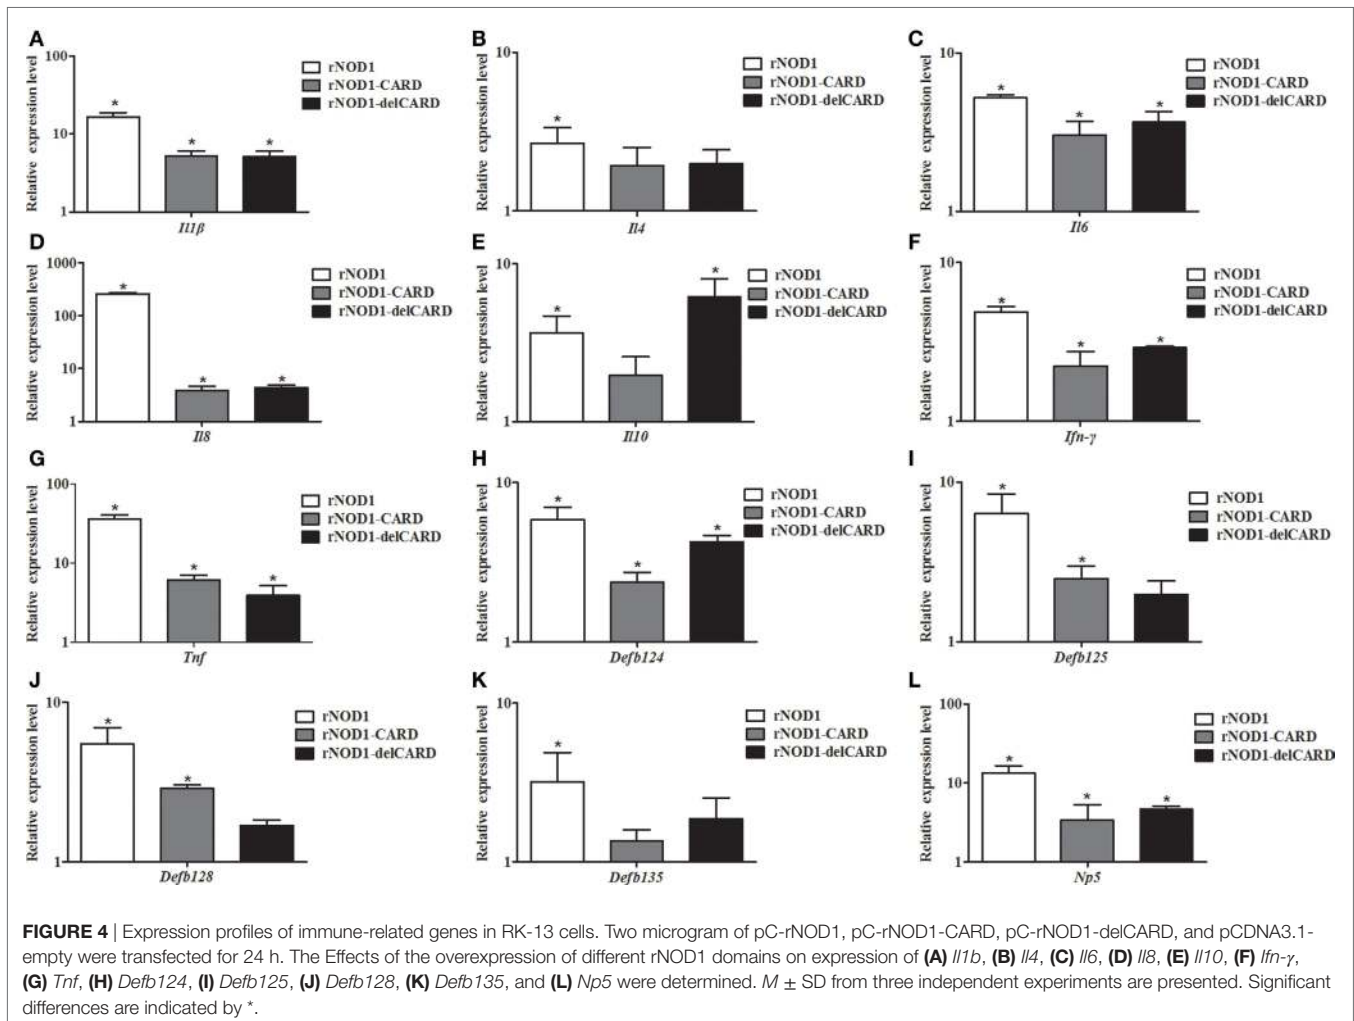 A
B
C
Relative expression level
100
10
1
*
*
*
rNOD1
rNOD1-CARD
rNOD1-delCARD
Il1β
Relative expression level
10
1
*
rNOD1
rNOD1-CARD
rNOD1-delCARD
Il4
Relative expression level
10
1
*
*
*
rNOD1
rNOD1-CARD
rNOD1-delCARD
Il6
D
E
F
Relative expression level
1000
100
10
1
*
*
*
rNOD1
rNOD1-CARD
rNOD1-delCARD
Il8
Relative expression level
10
1
*
*
rNOD1
rNOD1-CARD
rNOD1-delCARD
Il10
Relative expression level
10
1
*
*
*
rNOD1
rNOD1-CARD
rNOD1-delCARD
Ifn-γ
G
H
I
Relative expression level
100
10
1
*
*
*
rNOD1
rNOD1-CARD
rNOD1-delCARD
Tnf
Relative expression level
10
1
*
*
*
rNOD1
rNOD1-CARD
rNOD1-delCARD
Defb124
Relative expression level
10
1
*
*
rNOD1
rNOD1-CARD
rNOD1-delCARD
Defb125
J
K
L
Relative expression level
10
1
*
*
rNOD1
rNOD1-CARD
rNOD1-delCARD
Defb128
Relative expression level
10
1
*
rNOD1
rNOD1-CARD
rNOD1-delCARD
Defb135
Relative expression level
100
10
1
*
*
*
rNOD1
rNOD1-CARD
rNOD1-delCARD
Np5
FIGURE 4 | Expression profiles of immune-related genes in RK-13 cells. Two microgram of pC-rNOD1, pC-rNOD1-CARD, pC-rNOD1-delCARD, and pCDNA3.1-
empty were transfected for 24 h. The Effects of the overexpression of different rNOD1 domains on expression of (A) Il1b, (B) Il4, (C) Il6, (D) Il8, (E) Il10, (F) Ifn-γ,
(G) Tnf, (H) Defb124, (I) Defb125, (J) Defb128, (K) Defb135, and (L) Np5 were determined. M ± SD from three independent experiments are presented. Significant
differences are indicated by *.